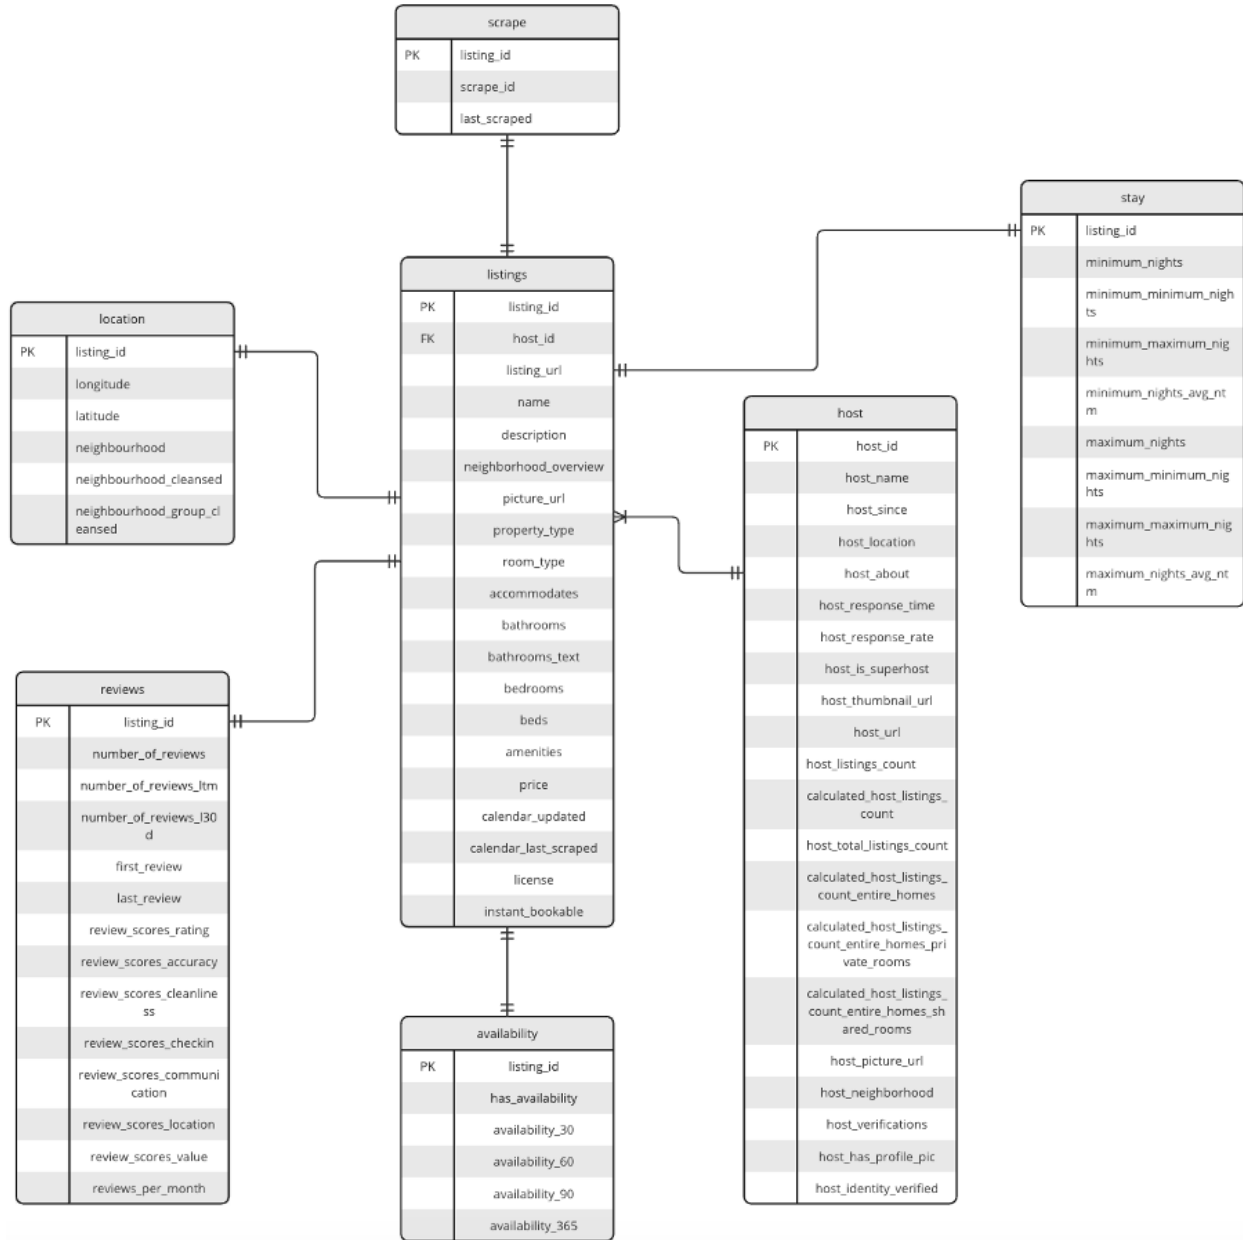 scrape
PK listing_id
scrape_id
last_scraped
stay
PK listing_id
minimum_nights
minimum_minimum_nigh
ts
minimum_maximum_nig
hts
minimum_nights_avg_nt
m
maximum_nights
maximum_minimum_nig
hts
maximum_maximum_nig
hts
maximum_nights_avg_nt
m
listings
PK listing_id
FK host_id
listing_url
name
description
neighborhood_overview
picture_url
property_type
room_type
accommodates
bathrooms
bathrooms_text
bedrooms
beds
amenities
price
calendar_updated
calendar_last_scraped
license
instant_bookable
location
PK listing_id
longitude
latitude
neighbourhood
neighbourhood_cleansed
neighbourhood_group_cl
eansed
host
PK host_id
host_name
host_since
host_location
host_about
host_response_time
host_response_rate
host_is_superhost
host_thumbnail_url
host_url
host_listings_count
calculated_host_listings_
count
host_total_listings_count
calculated_host_listings_
count_entire_homes
calculated_host_listings_
count_entire_homes_pri
vate_rooms
calculated_host_listings_
count_entire_homes_sh
ared_rooms
host_picture_url
host_neighborhood
host_verifications
host_has_profile_pic
host_identity_verified
reviews
PK listing_id
number_of_reviews
number_of_reviews_ltm
number_of_reviews_l30
d
first_review
last_review
review_scores_rating
review_scores_accuracy
review_scores_cleanline
ss
review_scores_checkin
review_scores_communi
cation
review_scores_location
review_scores_value
reviews_per_month
availability
PK listing_id
has_availability
availability_30
availability_60
availability_90
availability_365